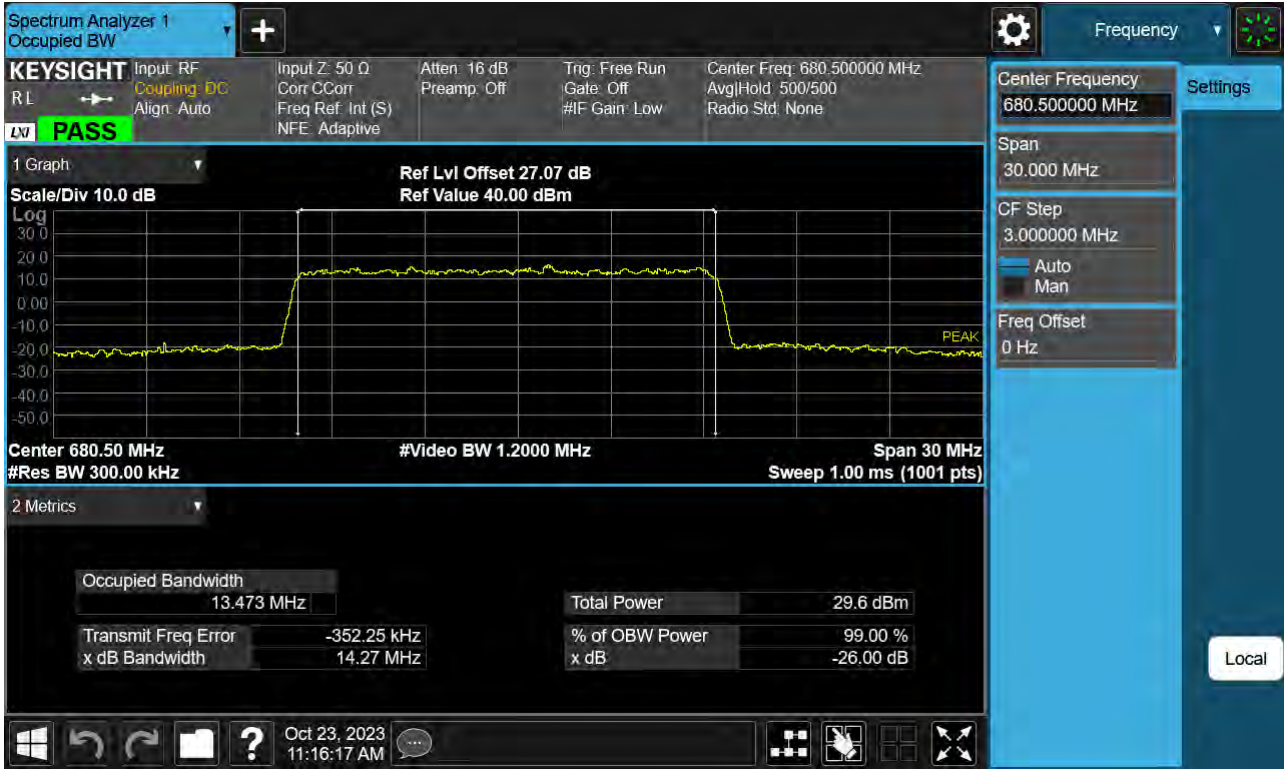 Spectrum Analyzer 1
Occupied BW
Frequency
KEYSIGHT
R L
LXI PASS
Input: RF
Coupling: DC
Align: Auto
Input Z: 50 Ω
Corr CCorr
Freq Ref: Int (S)
NFE: Adaptive
Atten: 16 dB
Preamp: Off
Trig: Free Run
Gate: Off
#IF Gain: Low
Center Freq: 680.500000 MHz
Avg|Hold: 500/500
Radio Std: None
Center Frequency
680.500000 MHz
Settings
Span
30.000 MHz
CF Step
3.000000 MHz
Auto
Man
Freq Offset
0 Hz
1 Graph
Scale/Div 10.0 dB
Ref Lvl Offset 27.07 dB
Ref Value 40.00 dBm
Log
30.0
20.0
10.0
0.00
-10.0
-20.0
-30.0
-40.0
-50.0
PEAK
Center 680.50 MHz
#Video BW 1.2000 MHz
Span 30 MHz
#Res BW 300.00 kHz
Sweep 1.00 ms (1001 pts)
2 Metrics
Occupied Bandwidth
13.473 MHz
Total Power 29.6 dBm
Transmit Freq Error -352.25 kHz
% of OBW Power 99.00 %
x dB Bandwidth 14.27 MHz
x dB -26.00 dB
Local
?
Oct 23, 2023
11:16:17 AM